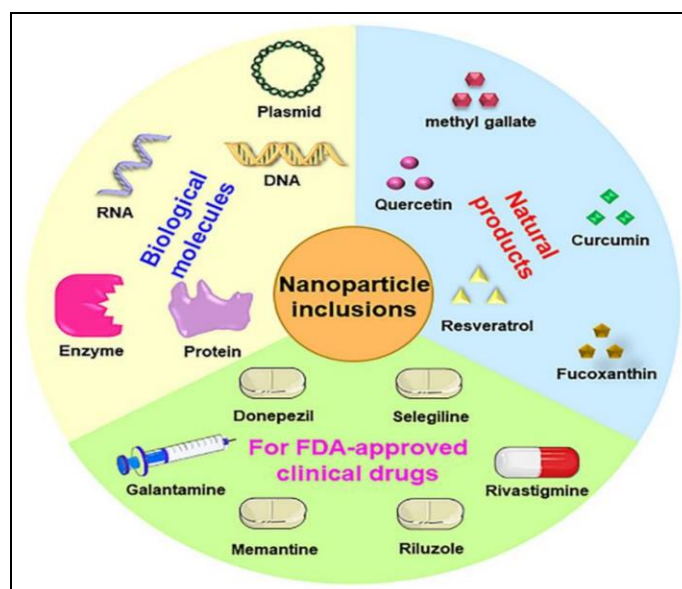 Plasmid
RNA
DNA
Biological
molecules
Enzyme
Protein
methyl gallate
Quercetin
Natural
products
Curcumin
Resveratrol
Fucoxanthin
Nanoparticle
inclusions
Donepezil
Selegiline
For FDA-approved
clinical drugs
Galantamine
Rivastigmine
Memantine
Riluzole